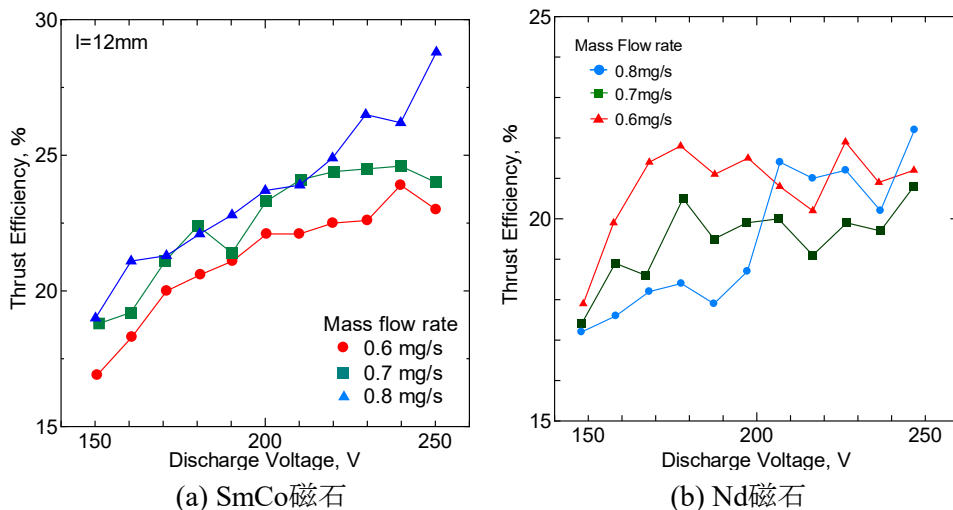 30
25
20
15
Thrust Efficiency, %
l=12mm
Mass flow rate
0.6 mg/s
0.7 mg/s
0.8 mg/s
150
200
250
Discharge Voltage, V
(a) SmCo磁石
25
20
15
Thrust Efficiency, %
Mass Flow rate
0.8mg/s
0.7mg/s
0.6mg/s
150
200
250
Discharge Voltage, V
(b) Nd磁石